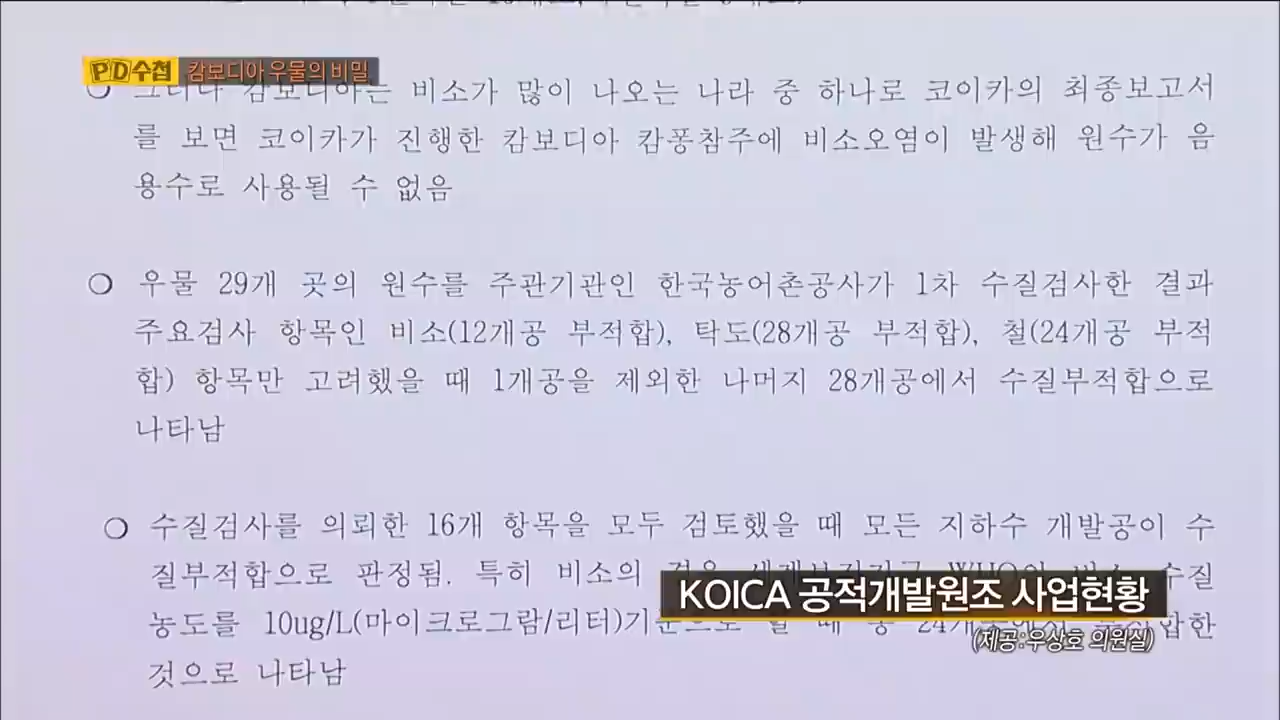 PD수첩 캄보디아 우물의 비밀
캄보디아는 비소가 많이 나오는 나라 중 하나로 코이카의 최종보고서
를 보면 코이카가 진행한 캄보디아 캄퐁참주에 비소오염이 발생해 원수가 음
용수로 사용될 수 없음
○ 우물 29개 곳의 원수를 주관기관인 한국농어촌공사가 1차 수질검사한 결과
주요검사 항목인 비소(12개공 부적합), 탁도(28개공 부적합), 철(24개공 부적
합) 항목만 고려했을 때 1개공을 제외한 나머지 28개공에서 수질부적합으로
나타남
○ 수질검사를 의뢰한 16개 항목을 모두 검토했을 때 모든 지하수 개발공이 수
질부적합으로 판정됨. 특히 비소의 수질
농도를 10ug/L(마이크로그람/리터)기준으로
것으로 나타남
KOICA 공적개발원조 사업현황
(제공:우상호 의원실)